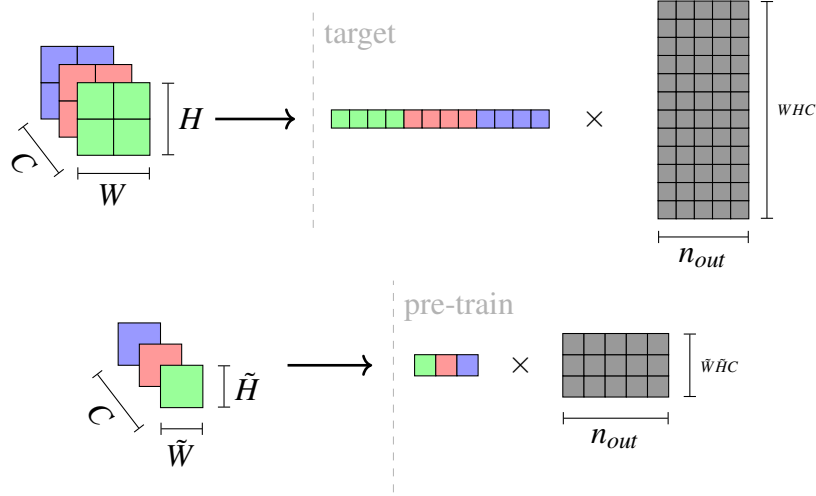 target
H
×
WHC
C
W
n_out
pre-train
H̃
×
W̃H̃C
C
W̃
n_out